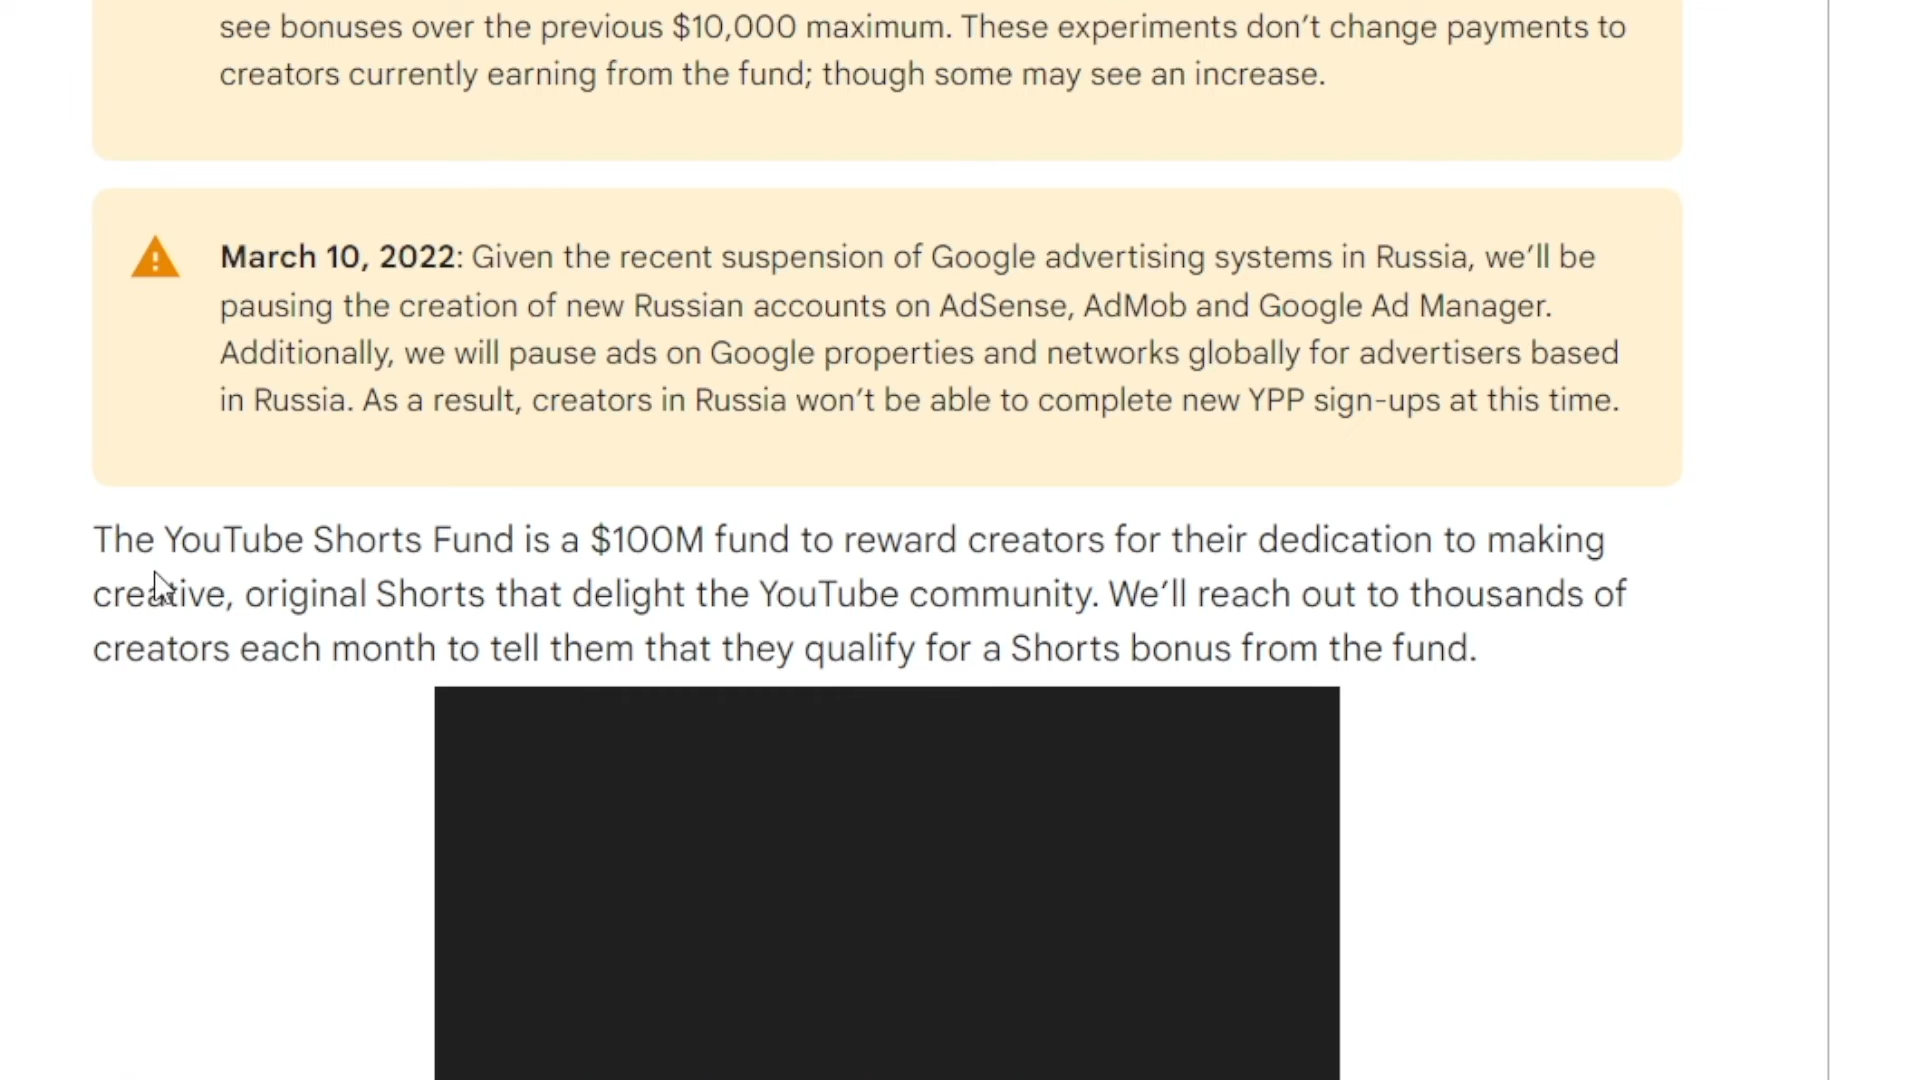 see bonuses over the previous $10,000 maximum. These experiments don’t change payments to
creators currently earning from the fund; though some may see an increase.
March 10, 2022: Given the recent suspension of Google advertising systems in Russia, we’ll be
pausing the creation of new Russian accounts on AdSense, AdMob and Google Ad Manager.
Additionally, we will pause ads on Google properties and networks globally for advertisers based
in Russia. As a result, creators in Russia won’t be able to complete new YPP sign-ups at this time.
The YouTube Shorts Fund is a $100M fund to reward creators for their dedication to making
creative, original Shorts that delight the YouTube community. We’ll reach out to thousands of
creators each month to tell them that they qualify for a Shorts bonus from the fund.